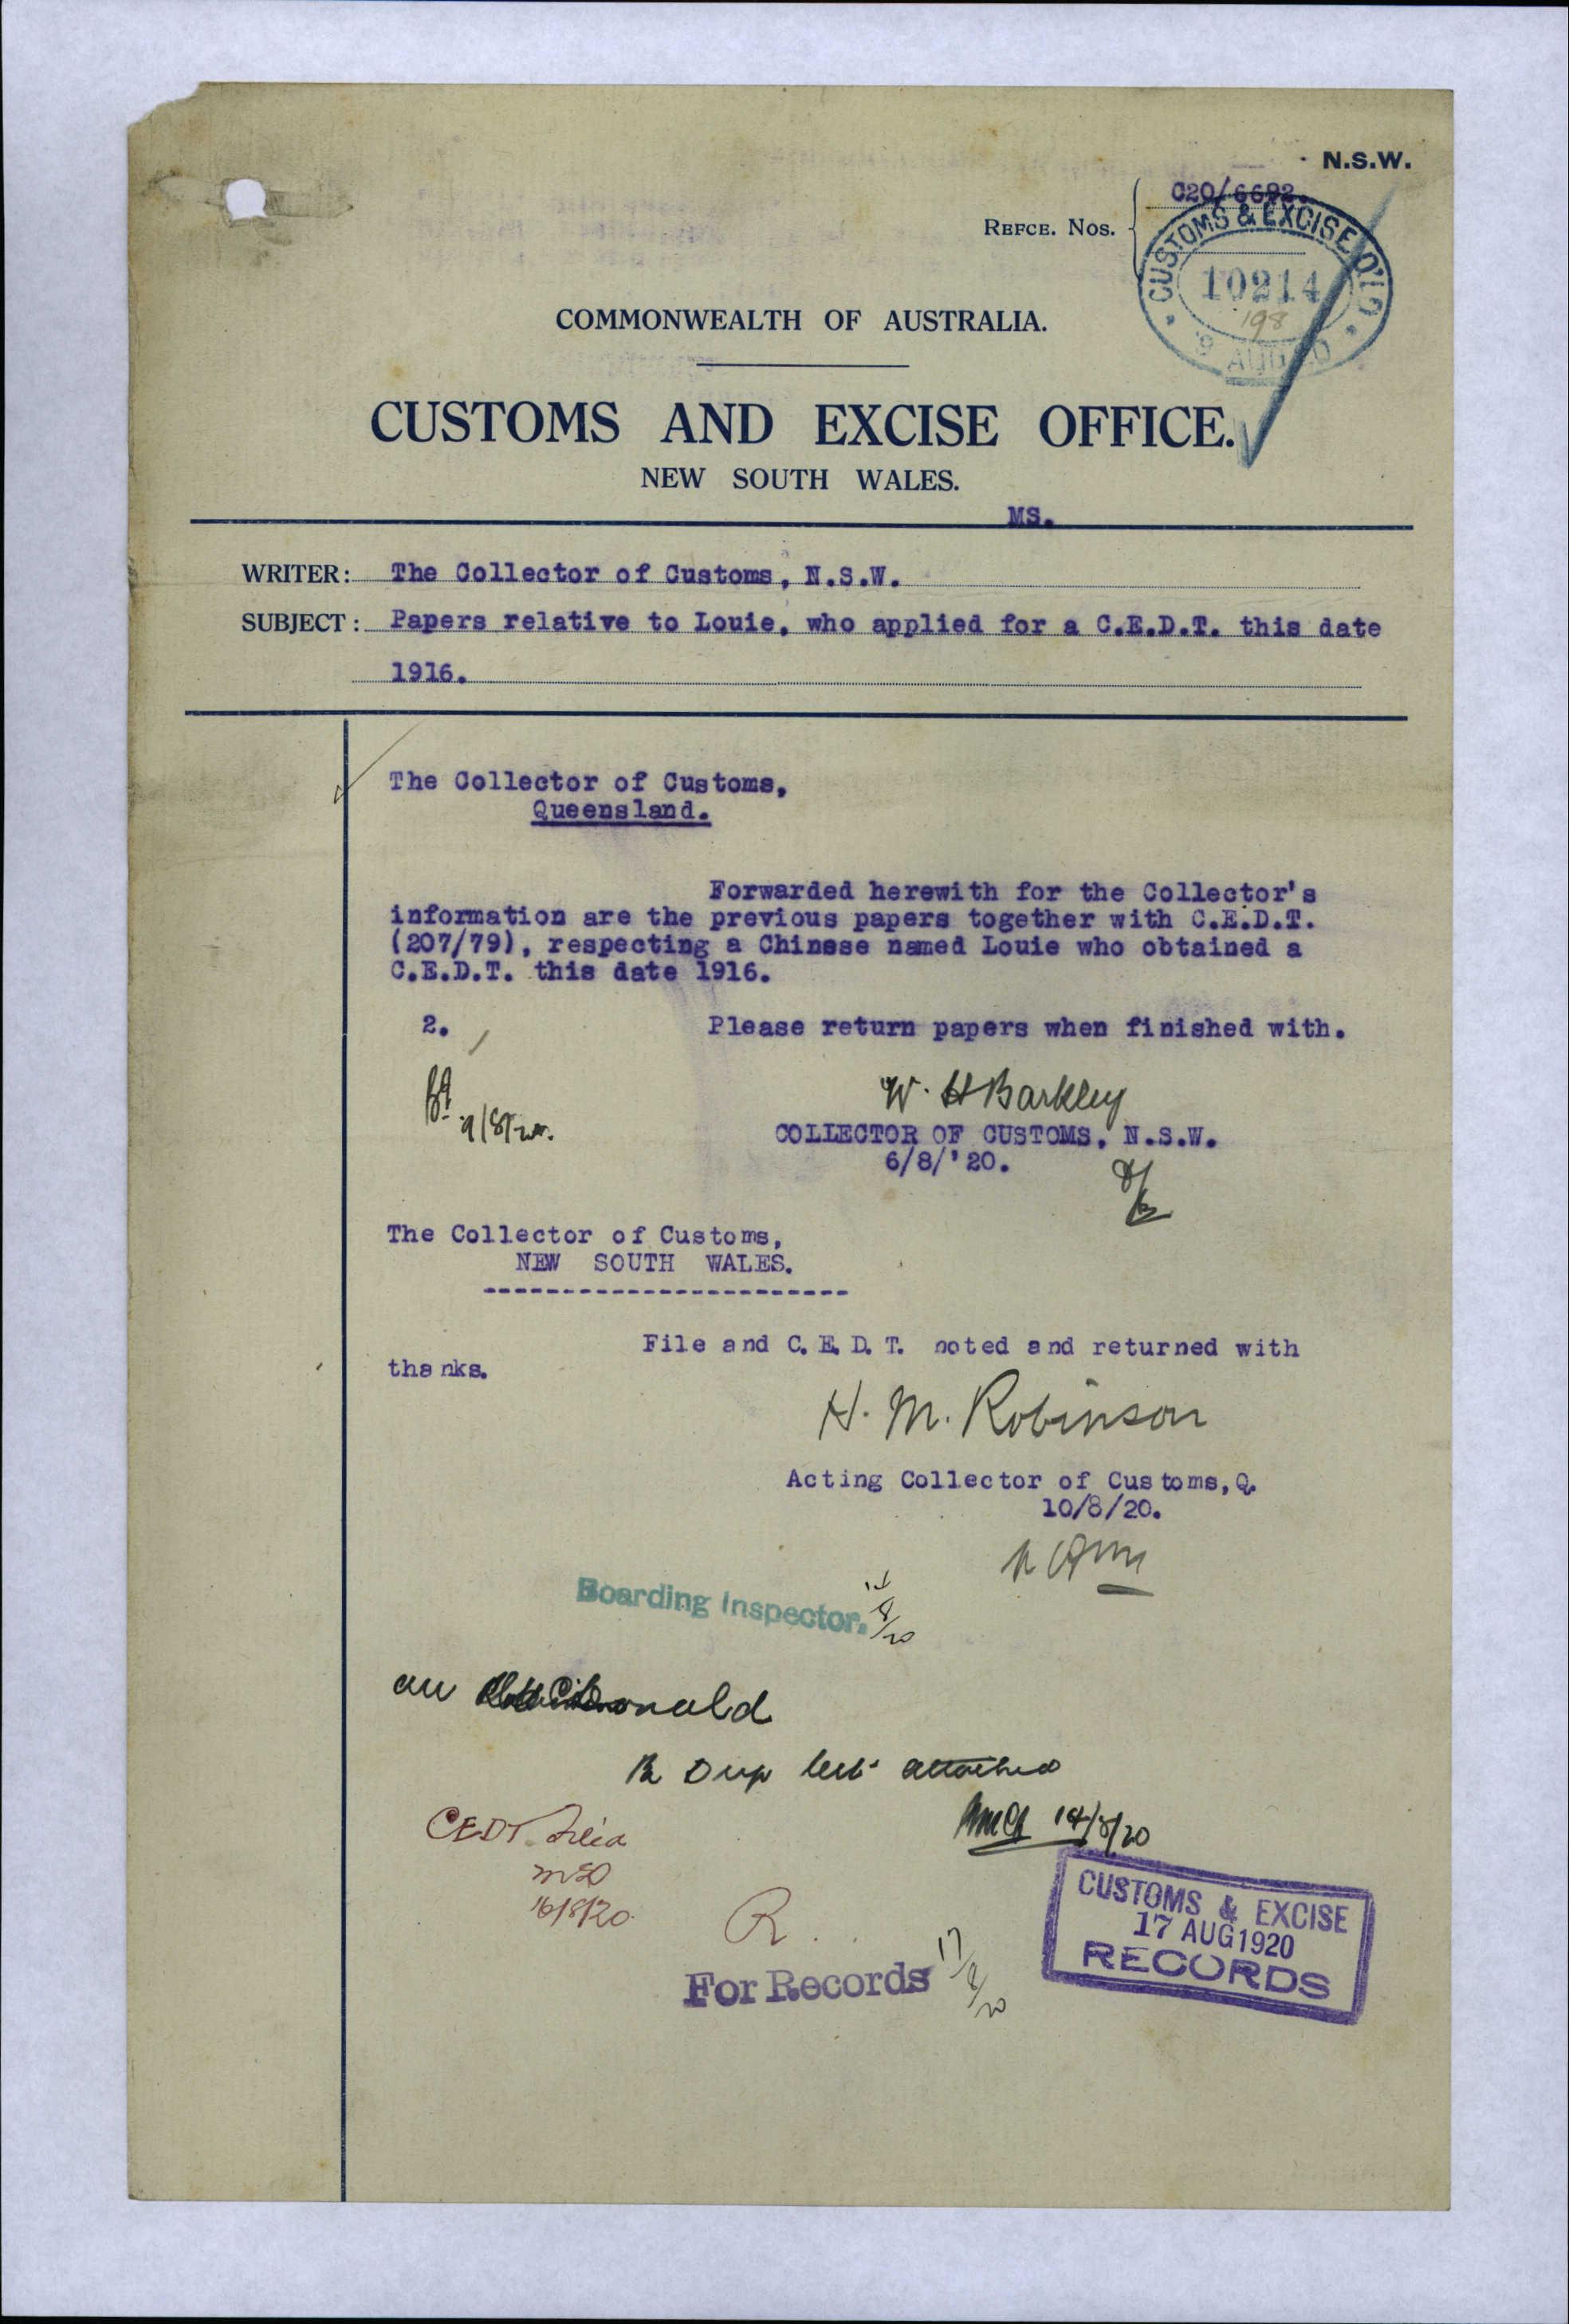 N.S.W.
C20/6692.
REFCE. NOS.
CUSTOMS & EXCISE Q'LD
10214
198
9 AUG 20
COMMONWEALTH OF AUSTRALIA.
CUSTOMS AND EXCISE OFFICE.
NEW SOUTH WALES.
MS.
WRITER: The Collector of Customs, N.S.W.
SUBJECT: Papers relative to Louie, who applied for a C.E.D.T. this date
1916.
The Collector of Customs,
Queensland.
Forwarded herewith for the Collector's
information are the previous papers together with C.E.D.T.
(207/79), respecting a Chinese named Louie who obtained a
C.E.D.T. this date 1916.
2. Please return papers when finished with.
W. H Barkley
9/8/20.
COLLECTOR OF CUSTOMS, N.S.W.
6/8/'20.
The Collector of Customs,
NEW SOUTH WALES.
File and C.E.D.T. noted and returned with
thanks.
H. M. Robinson
Acting Collector of Customs, Q.
10/8/20.
Boarding Inspector.
attached
14/8/20
CEDT
16/8/20
R.
For Records 17/8/20
CUSTOMS & EXCISE
17 AUG 1920
RECORDS